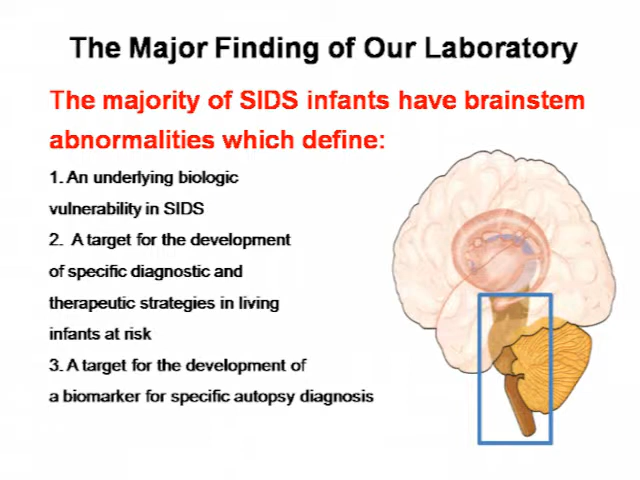 The Major Finding of Our Laboratory
The majority of SIDS infants have brainstem
abnormalities which define:
1. An underlying biologic
vulnerability in SIDS
2. A target for the development
of specific diagnostic and
therapeutic strategies in living
infants at risk
3. A target for the development of
a biomarker for specific autopsy diagnosis